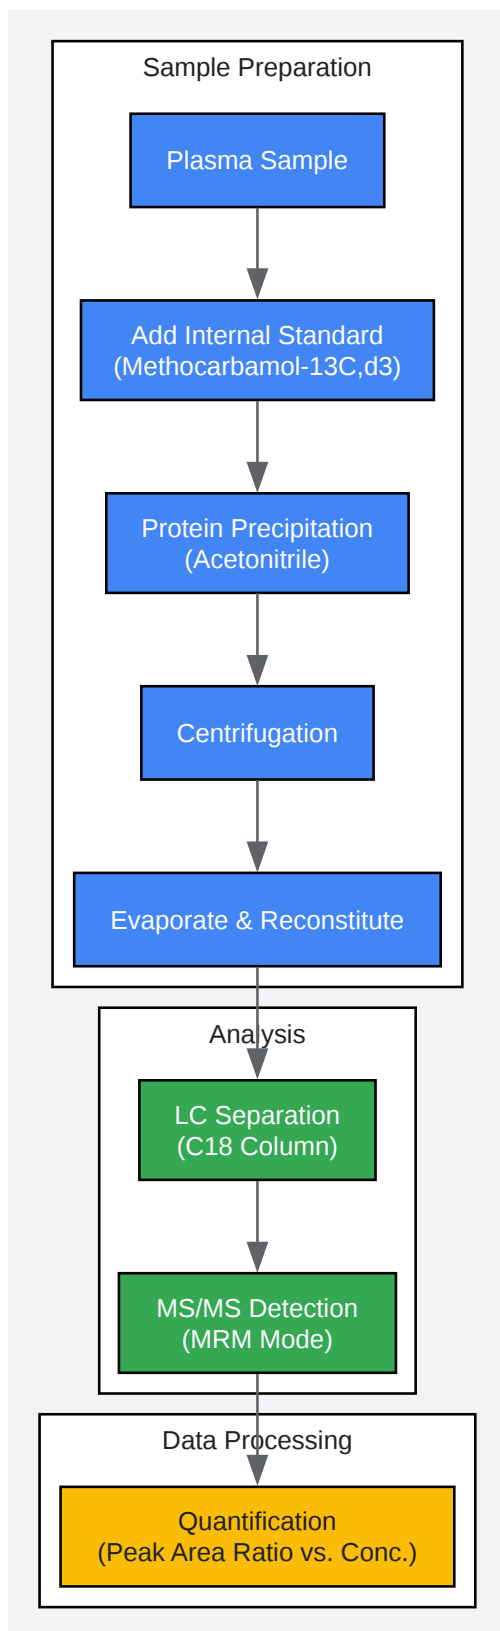 Sample Preparation
Plasma Sample
Add Internal Standard
(Methocarbamol-13C,d3)
Protein Precipitation
(Acetonitrile)
Centrifugation
Evaporate & Reconstitute
Analysis
LC Separation
(C18 Column)
MS/MS Detection
(MRM Mode)
Data Processing
Quantification
(Peak Area Ratio vs. Conc.)